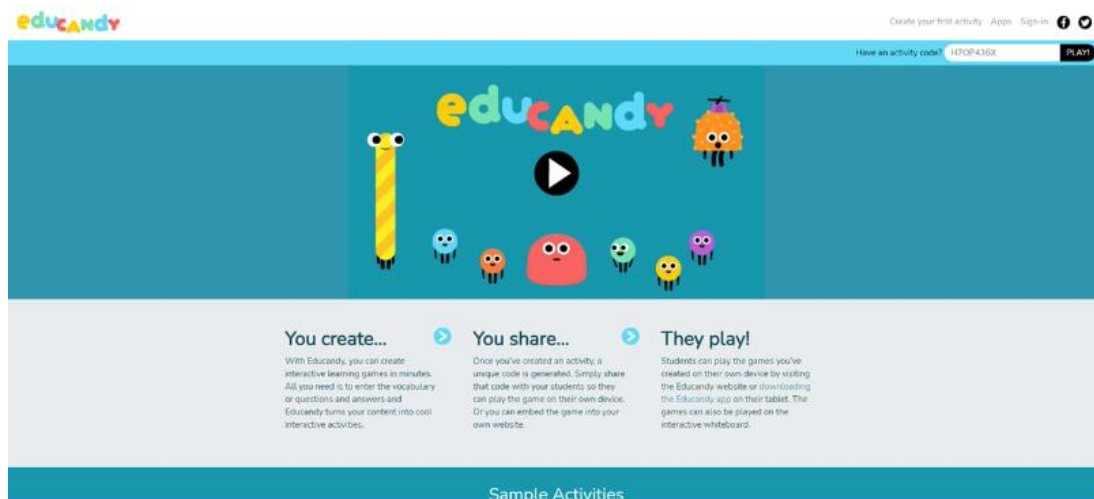 eduCANdY
Create your first activity Apps Sign-in
Have an activity code? H7OP436X PLAY!
eduCANdY
You create...
With Educandy, you can create
interactive learning games in minutes.
All you need is to enter the vocabulary
or questions and answers and
Educandy turns your content into cool
interactive activities.
You share...
Once you've created an activity, a
unique code is generated. Simply share
that code with your students so they
can play the game on their own device.
Or you can embed the game into your
own website.
They play!
Students can play the games you've
created on their own device by visiting
the Educandy website or downloading
the Educandy app on their tablet. The
games can also be played on the
interactive whiteboard.
Sample Activities